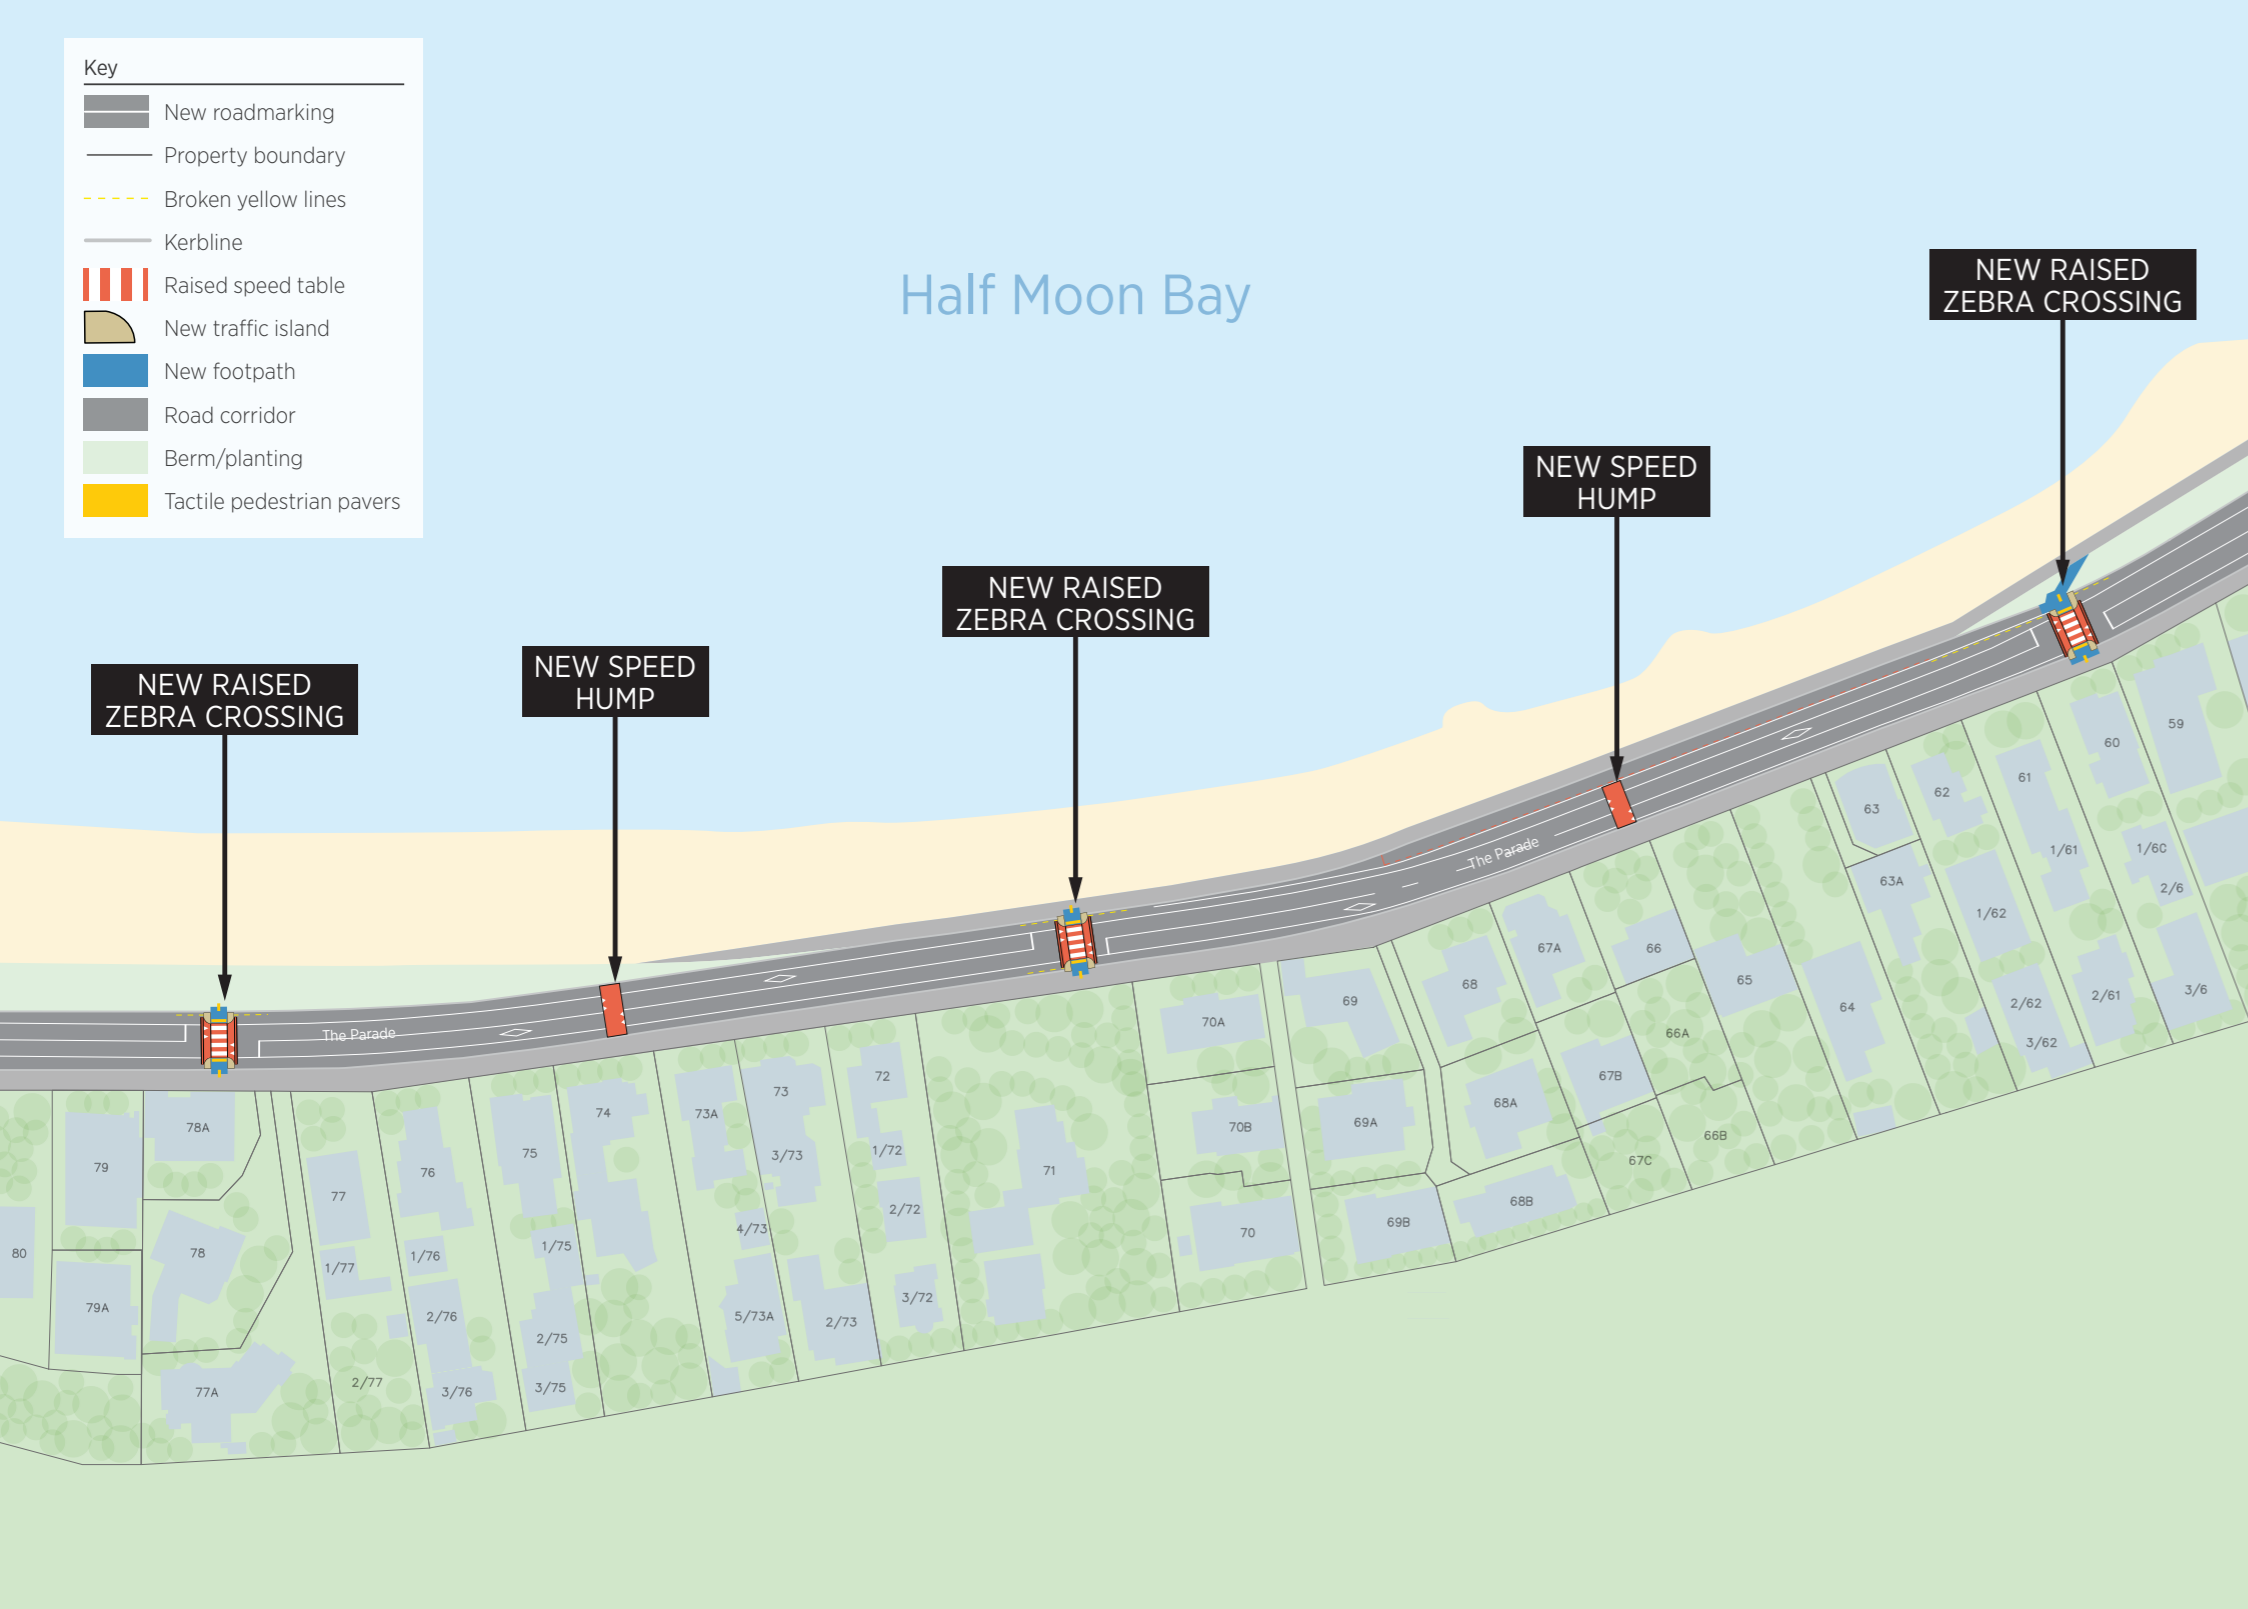 Key
New roadmarking
Property boundary
Broken yellow lines
Kerbline
Raised speed table
New traffic island
New footpath
Road corridor
Berm/planting
Tactile pedestrian pavers
Half Moon Bay
NEW RAISED
ZEBRA CROSSING
NEW SPEED
HUMP
NEW RAISED
ZEBRA CROSSING
NEW SPEED
HUMP
NEW RAISED
ZEBRA CROSSING
The Parade
The Parade
80
79
79A
78A
78
77A
77
1/77
2/77
76
1/76
2/76
3/76
75
1/75
2/75
3/75
74
73A
73
3/73
4/73
5/73A
2/73
72
1/72
2/72
3/72
71
70A
70B
70
69
69A
69B
68
68A
68B
67A
67B
67C
66
66A
66B
65
64
63
63A
62
1/62
2/62
3/62
61
1/61
2/61
60
1/6C
2/6
3/6
59